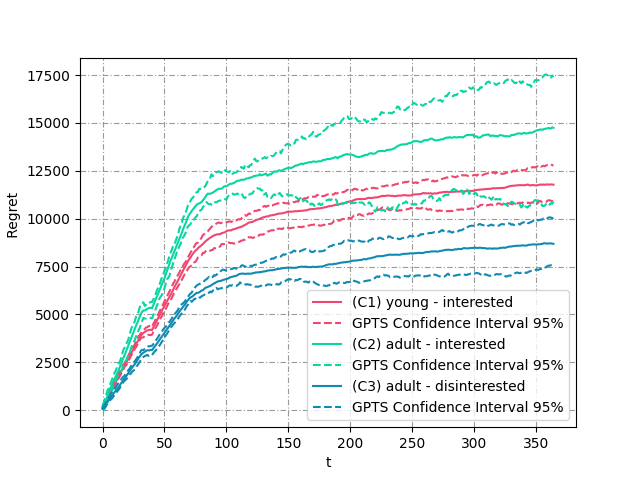 17500
15000
12500
10000
7500
5000
2500
0
Regret
0 50 100 150 200 250 300 350
t
(C1) young - interested
GPTS Confidence Interval 95%
(C2) adult - interested
GPTS Confidence Interval 95%
(C3) adult - disinterested
GPTS Confidence Interval 95%